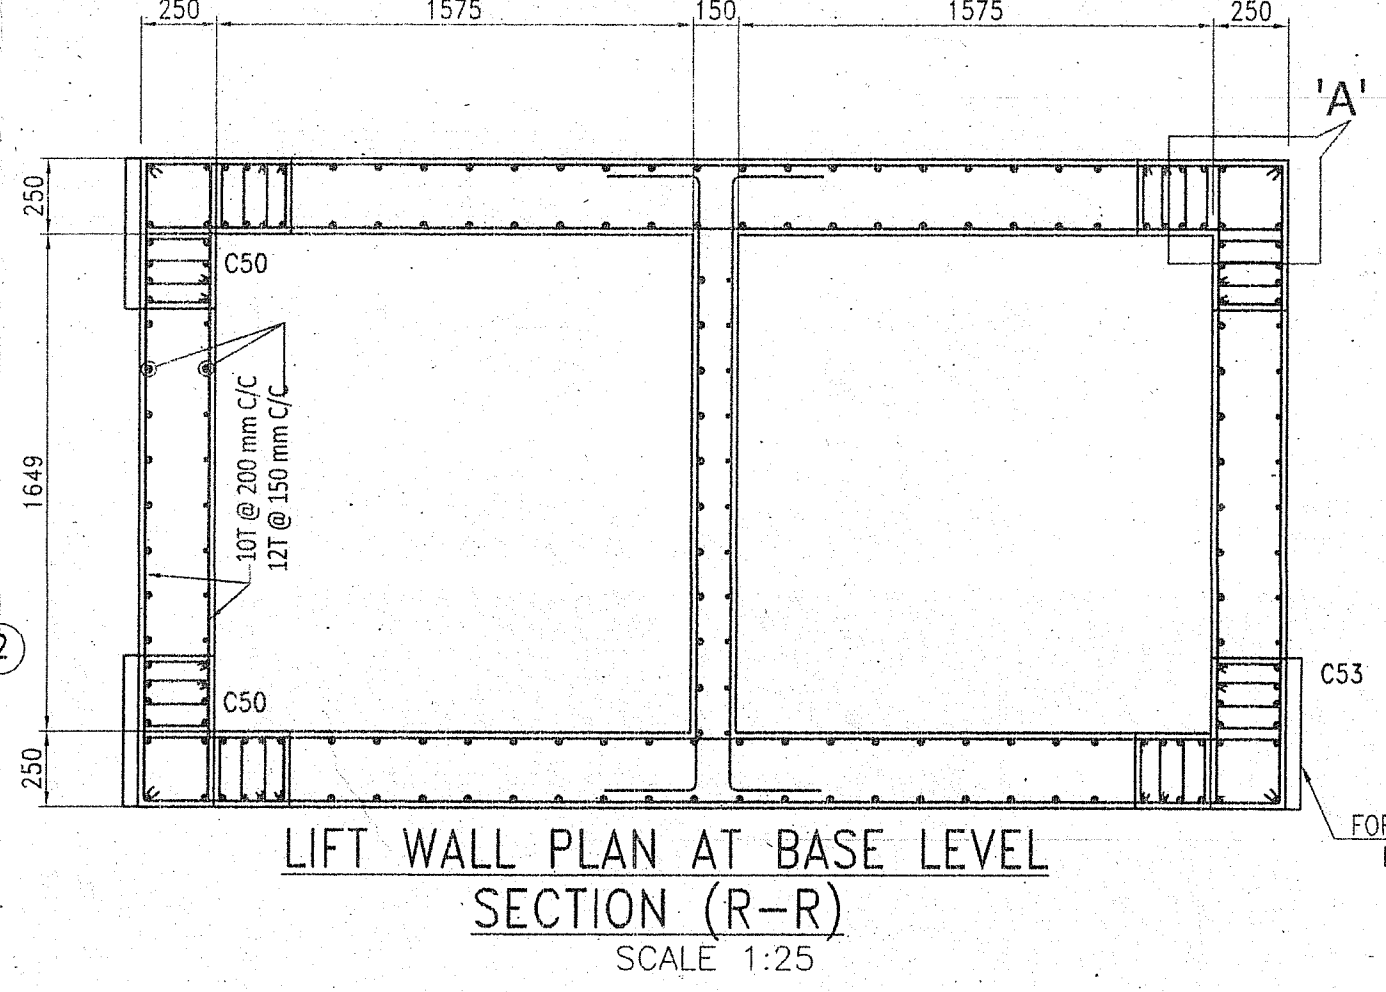 250 1575 150 1575 250
'A'
250
C50
10T @ 200 mm C/C
12T @ 150 mm C/C
1649
2
C50
C53
250
FOR
LIFT WALL PLAN AT BASE LEVEL
SECTION (R-R)
SCALE 1:25